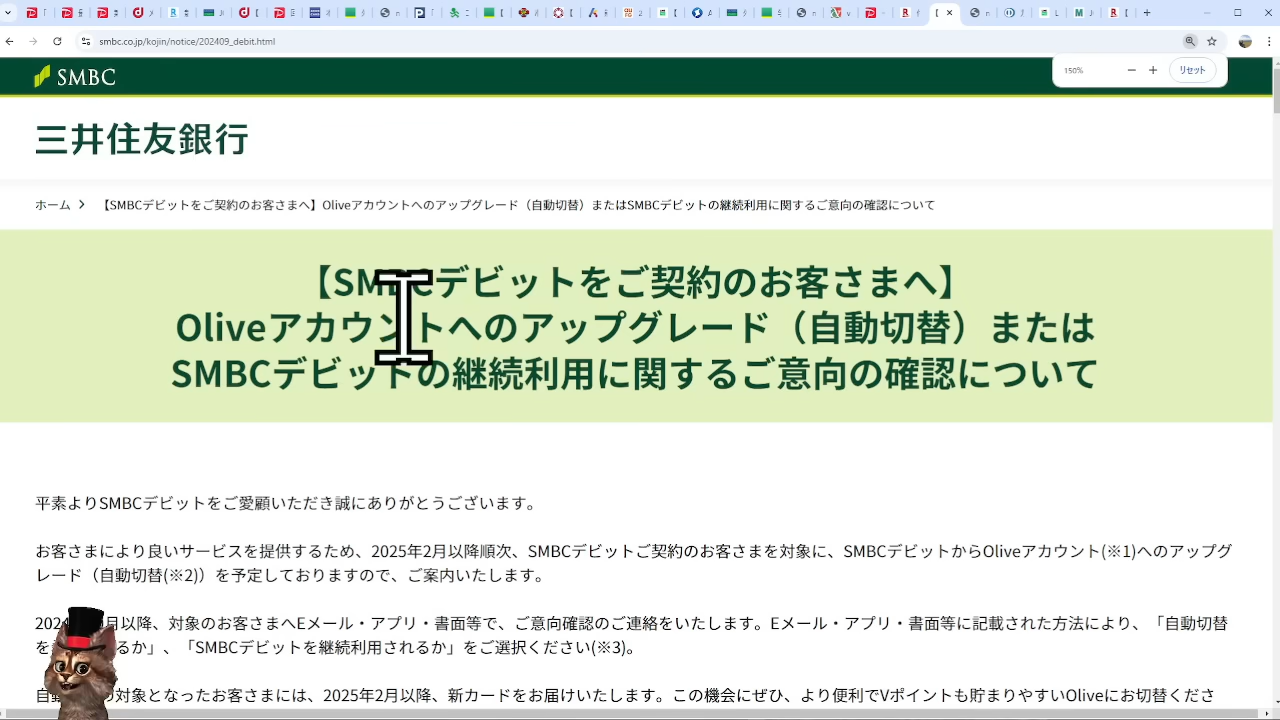 smbc.co.jp/kojin/notice/202409_debit.html
SMBC
150%
リセット
三井住友銀行
ホーム
【SMBCデビットをご契約のお客さまへ】Oliveアカウントへのアップグレード（自動切替）またはSMBCデビットの継続利用に関するご意向の確認について
【SMBCデビットをご契約のお客さまへ】
Oliveアカウントへのアップグレード（自動切替）または
SMBCデビットの継続利用に関するご意向の確認について
平素よりSMBCデビットをご愛顧いただき誠にありがとうございます。
お客さまにより良いサービスを提供するため、2025年2月以降順次、SMBCデビットご契約のお客さまを対象に、SMBCデビットからOliveアカウント(※1)へのアップグ
レード（自動切替(※2)）を予定しておりますので、ご案内いたします。
月以降、対象のお客さまへEメール・アプリ・書面等で、ご意向確認のご連絡をいたします。Eメール・アプリ・書面等に記載された方法により、「自動切替
るか」、「SMBCデビットを継続利用されるか」をご選択ください(※3)。
対象となったお客さまには、2025年2月以降、新カードをお届けいたします。この機会にぜひ、より便利でVポイントも貯まりやすいOliveにお切替くださ